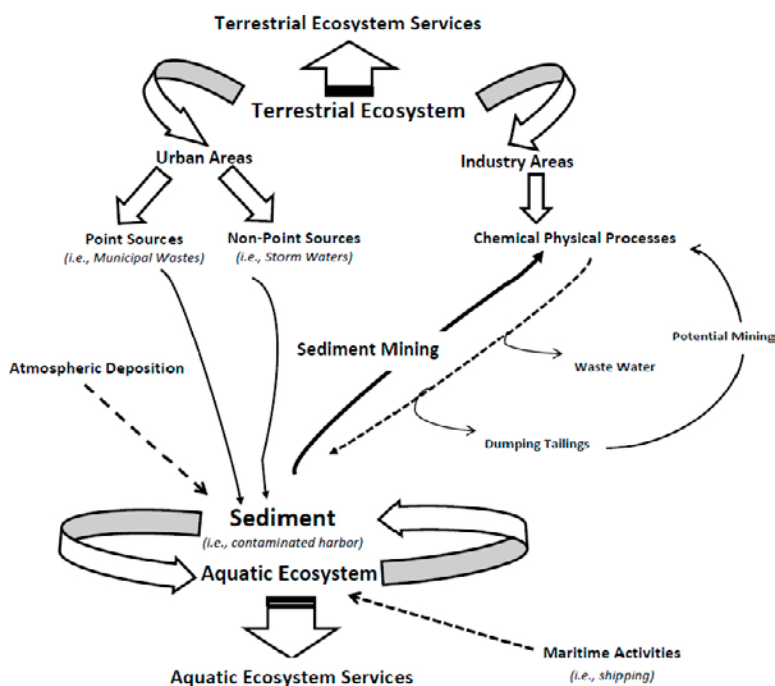 Terrestrial Ecosystem Services
Terrestrial Ecosystem
Urban Areas
Industry Areas
Point Sources
(i.e., Municipal Wastes)
Non-Point Sources
(i.e., Storm Waters)
Chemical Physical Processes
Sediment Mining
Potential Mining
Atmospheric Deposition
Waste Water
Dumping Tailings
Sediment
(i.e., contaminated harbor)
Aquatic Ecosystem
Maritime Activities
(i.e., shipping)
Aquatic Ecosystem Services